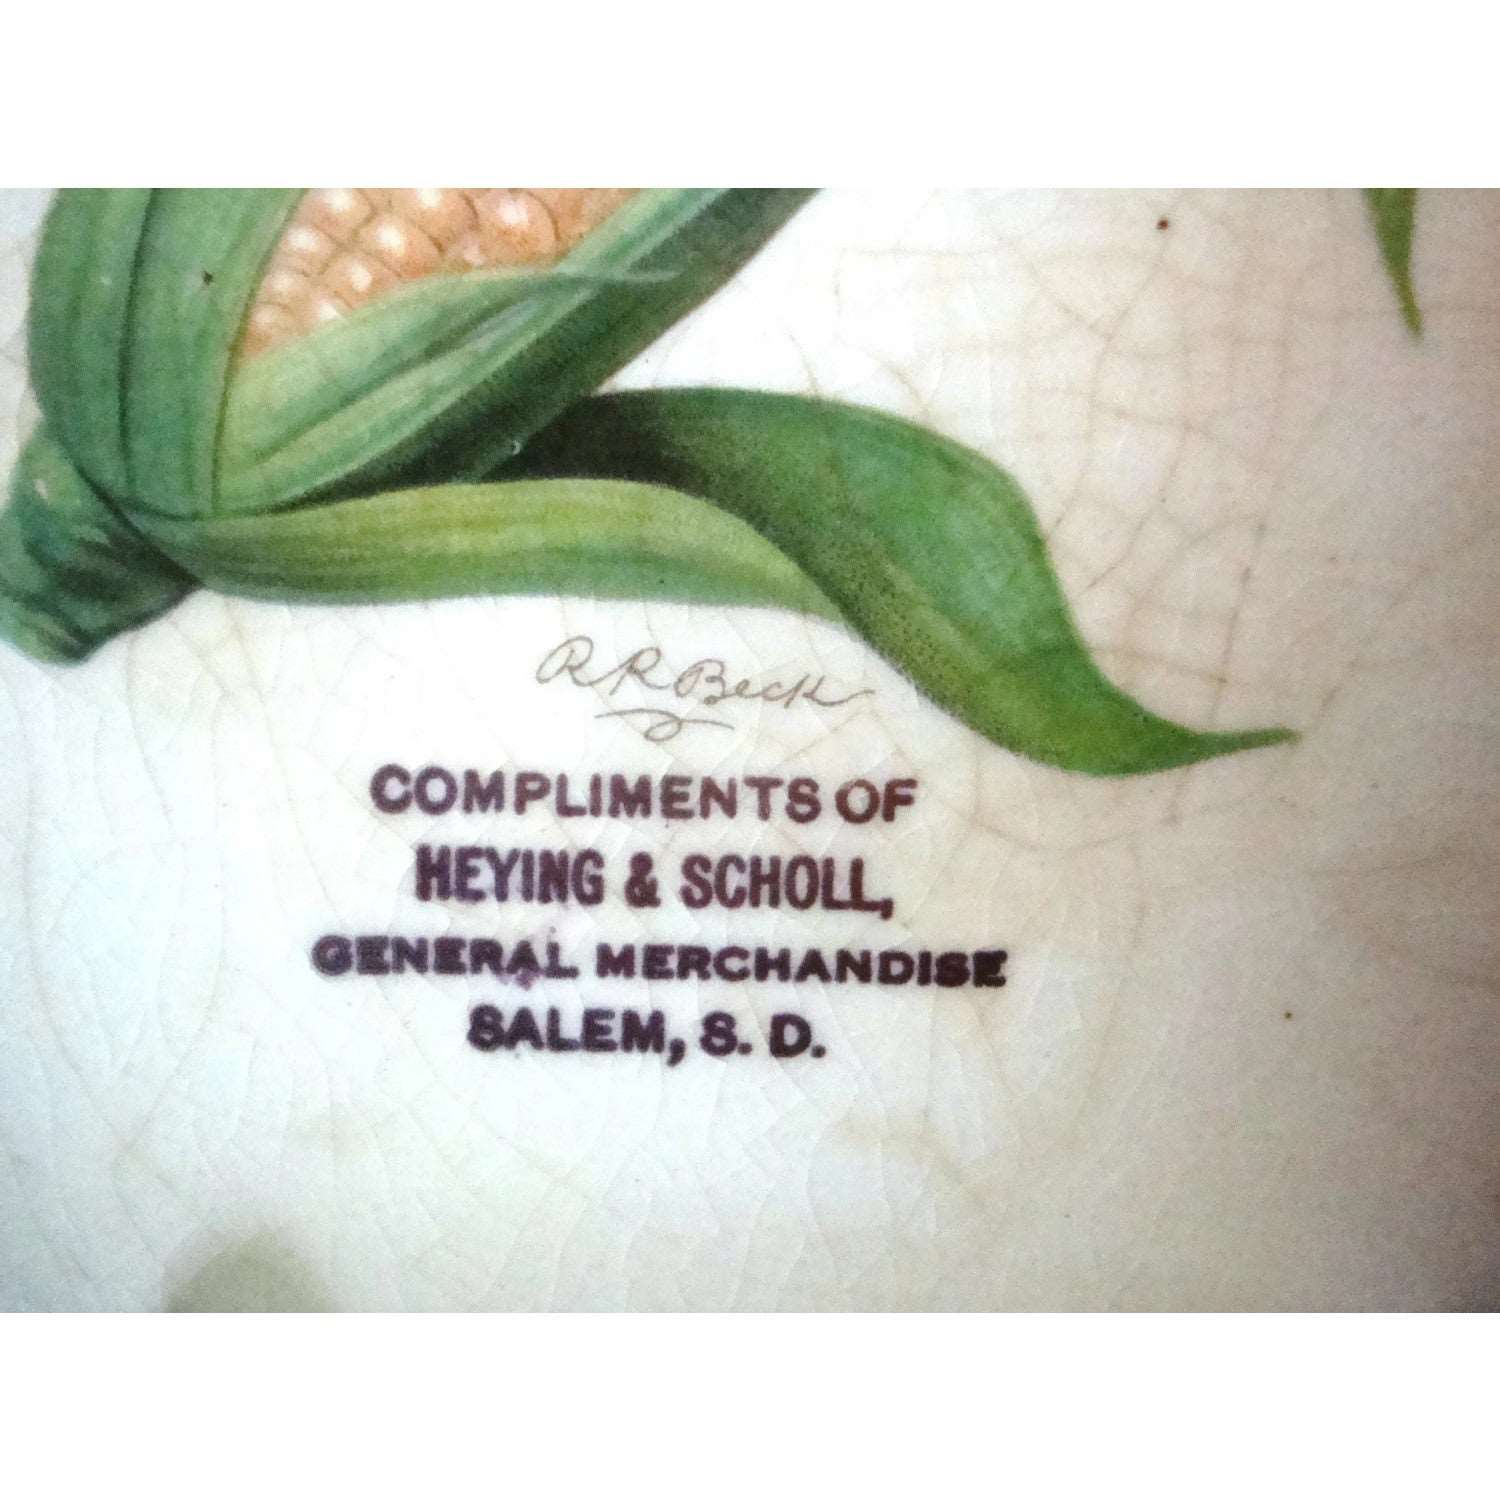 R R Beck
COMPLIMENTS OF
HEYING & SCHOLL,
GENERAL MERCHANDISE
SALEM, S. D.